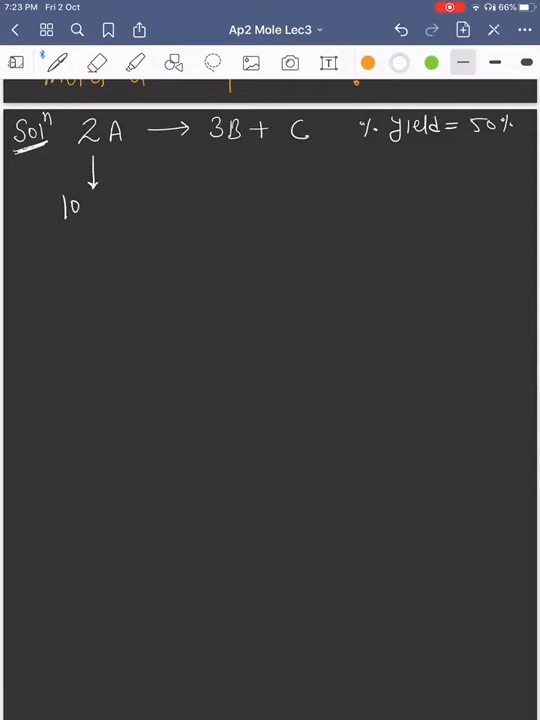 7:23 PM Fri 2 Oct 66%
Ap2 Mole Lec3
T
Solⁿ 2A → 3B + C % yield = 50%
↓
10